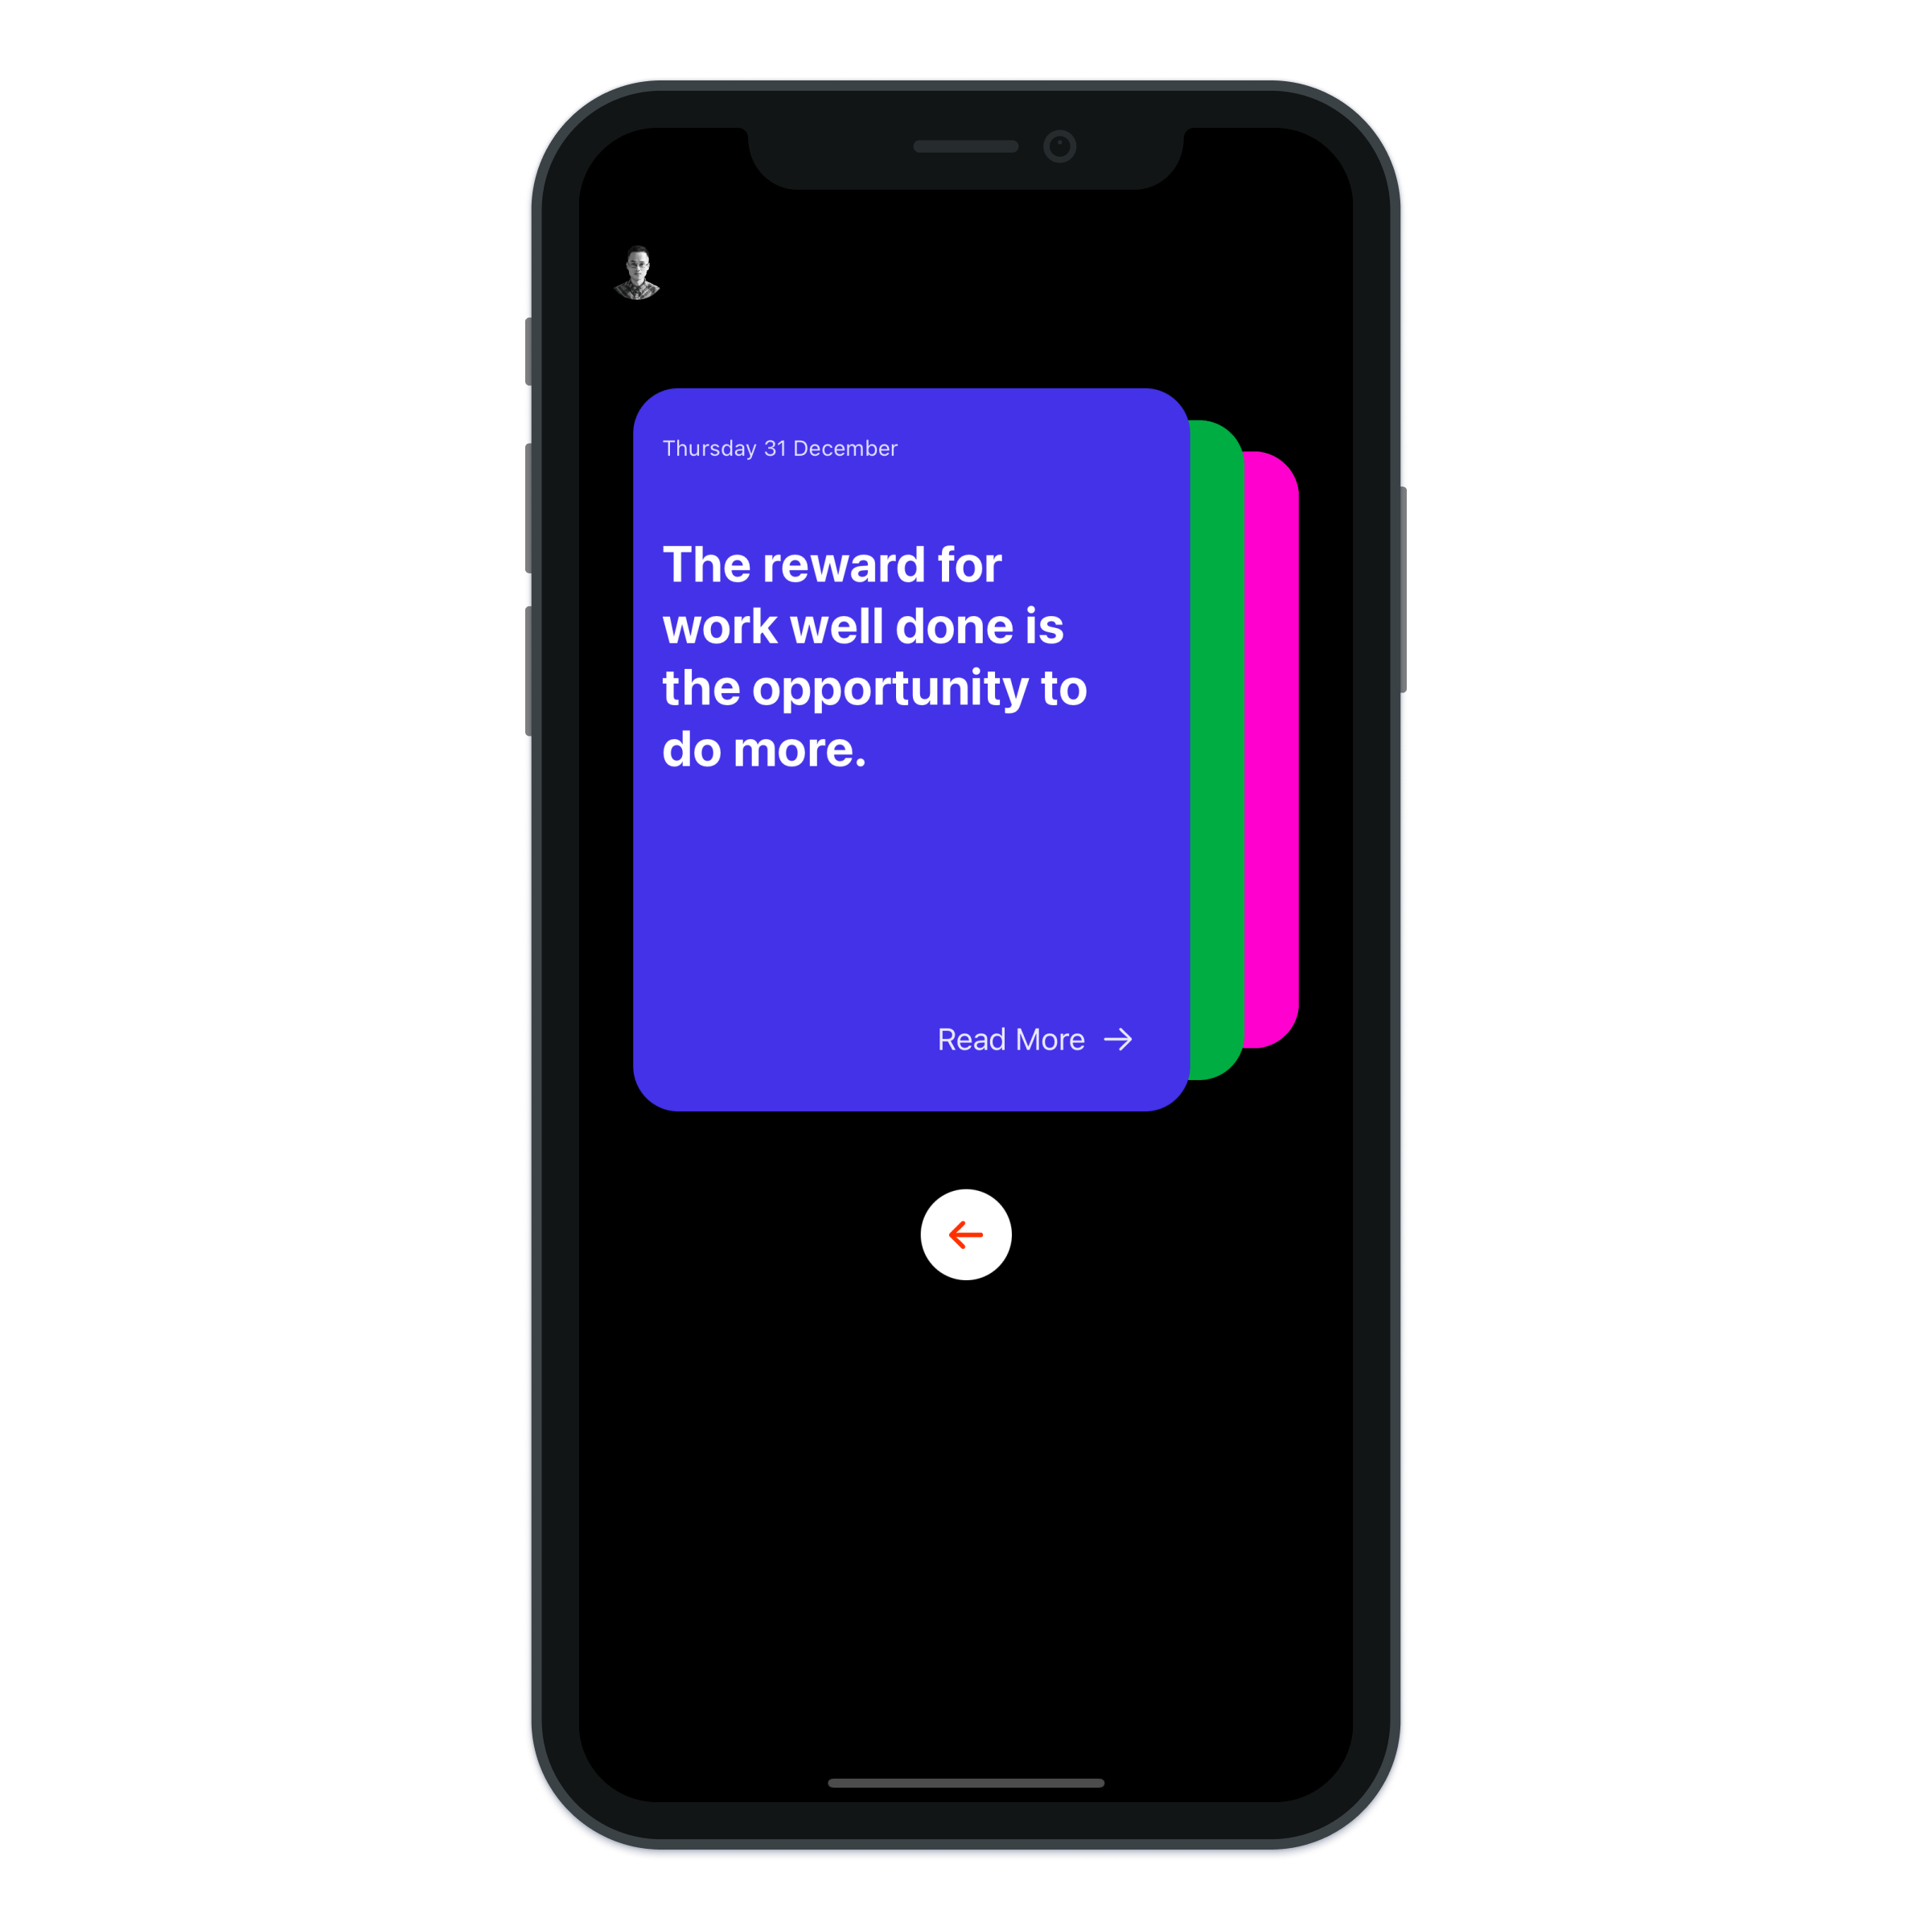 Thursday 31 December
The reward for
work well done is
the opportunity to
do more.
Read More